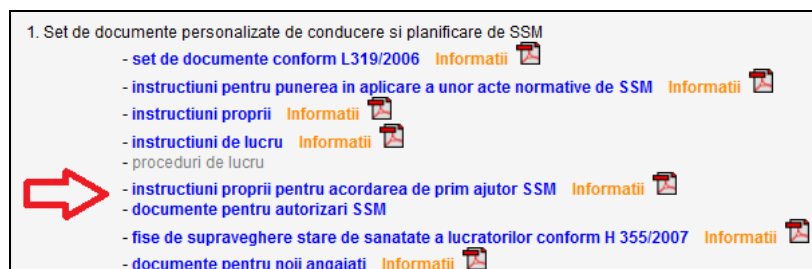 1. Set de documente personalizate de conducere si planificare de SSM
- set de documente conform L319/2006 Informatii
- instructiuni pentru punerea in aplicare a unor acte normative de SSM Informatii
- instructiuni proprii Informatii
- instructiuni de lucru Informatii
- proceduri de lucru
- instructiuni proprii pentru acordarea de prim ajutor SSM Informatii
- documente pentru autorizari SSM
- fise de supraveghere stare de sanatate a lucratorilor conform H 355/2007 Informatii
- documente pentru noii angajati Informatii